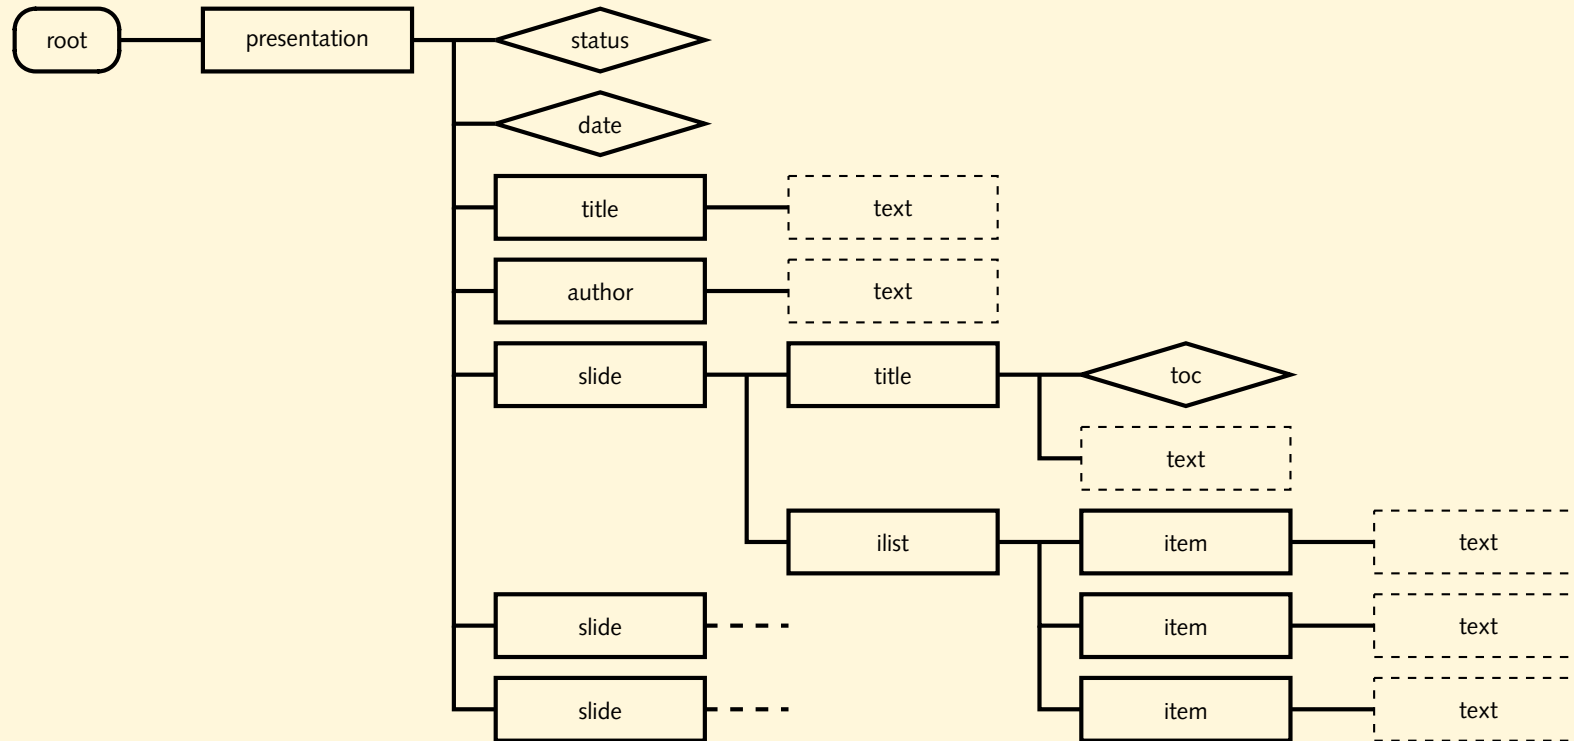 root presentation status
date
title text
author text
slide title toc
text
ilist item text
slide item text
slide item text